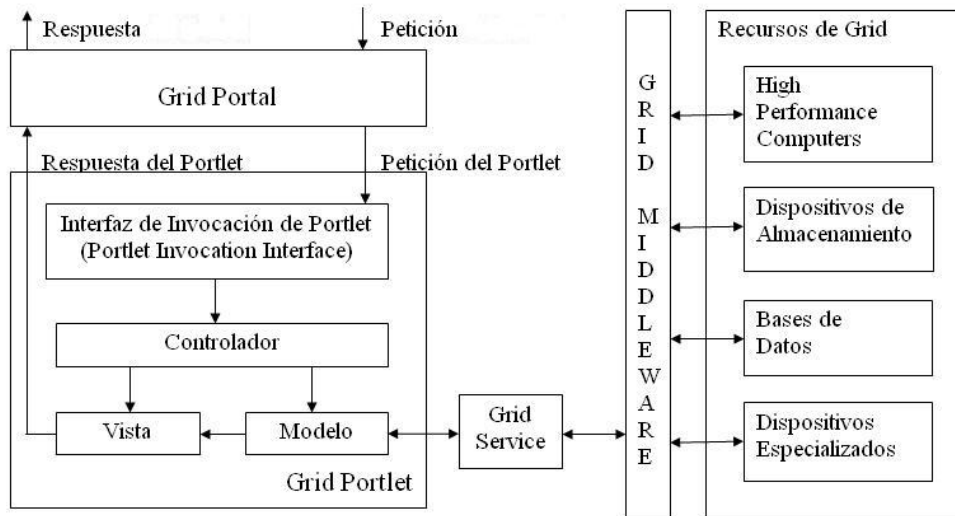 Respuesta
Petición
Grid Portal
Respuesta del Portlet
Petición del Portlet
Interfaz de Invocación de Portlet
(Portlet Invocation Interface)
Controlador
Vista
Modelo
Grid Portlet
Grid
Service
GRID MIDDLEWARE
Recursos de Grid
High
Performance
Computers
Dispositivos de
Almacenamiento
Bases de
Datos
Dispositivos
Especializados